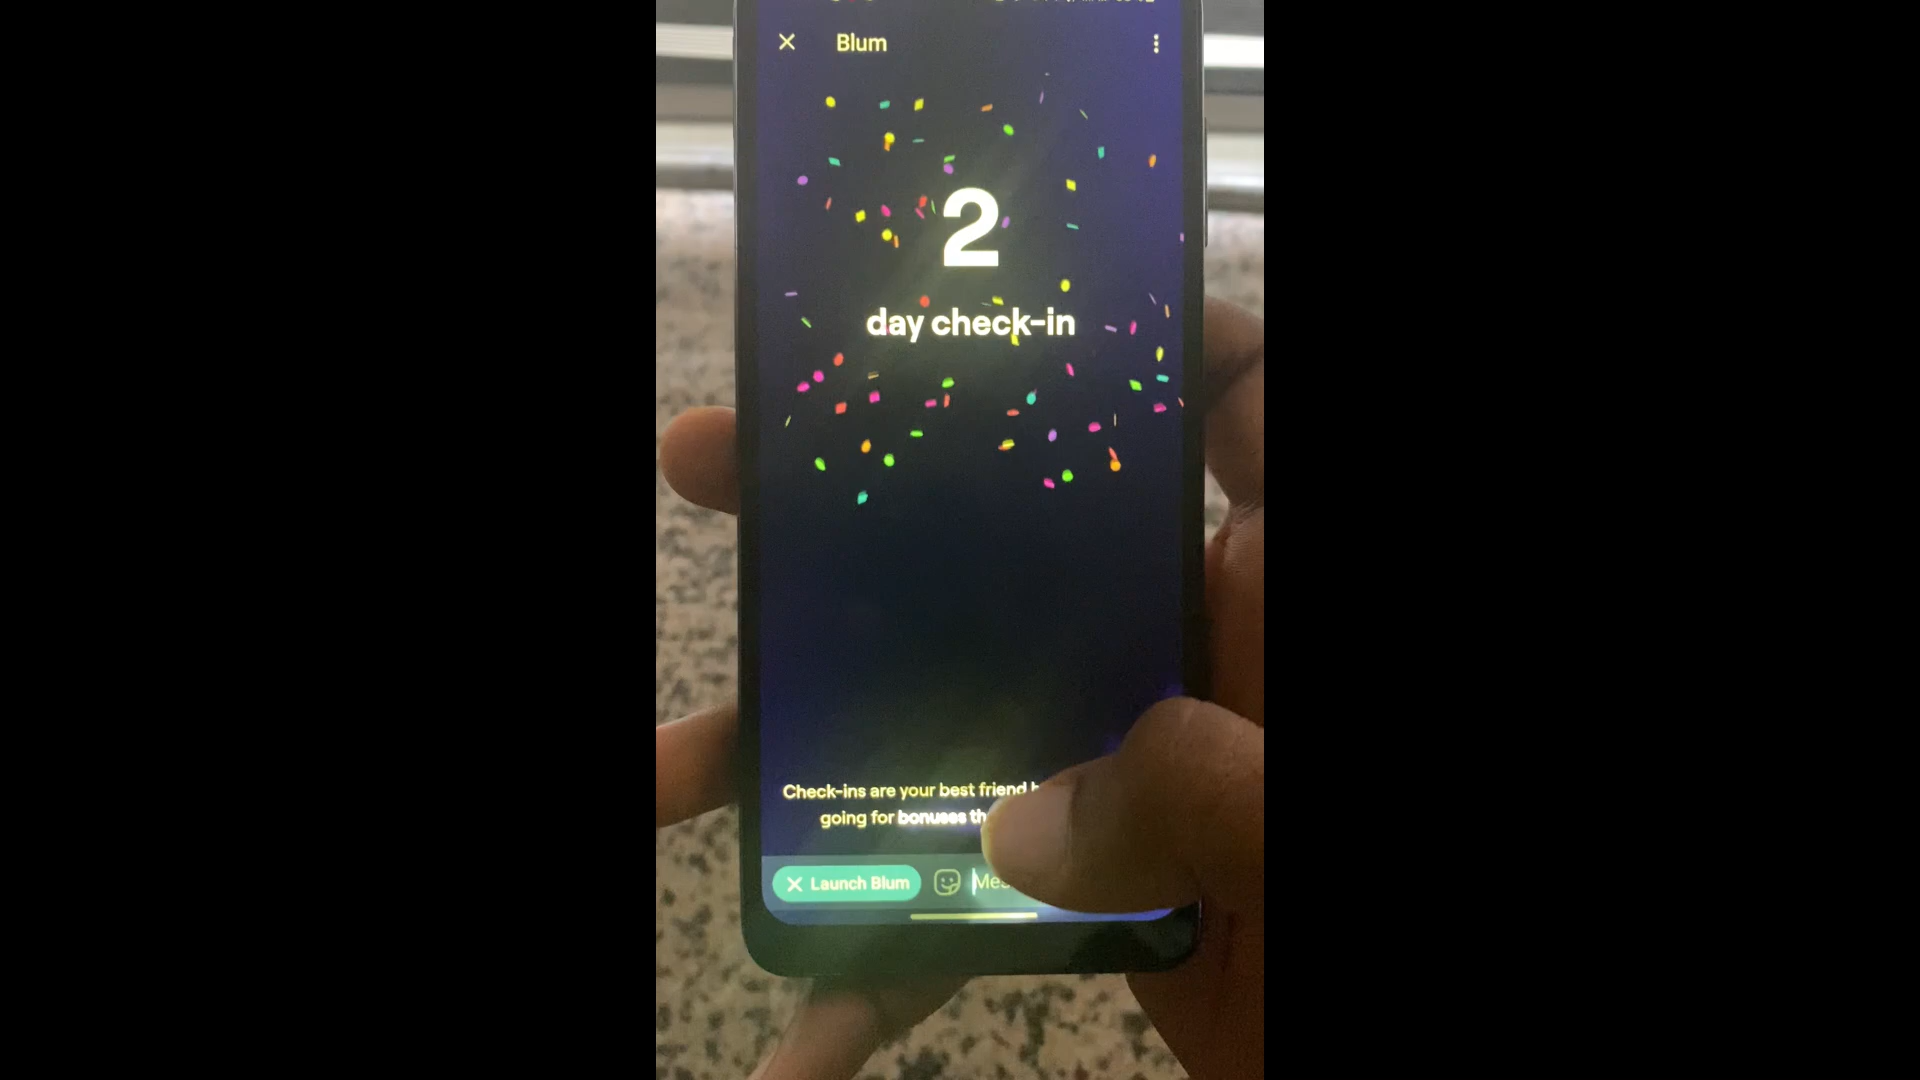 Blum
2
day check-in
Check-ins are your best friend
going for bonuses
Launch Blum